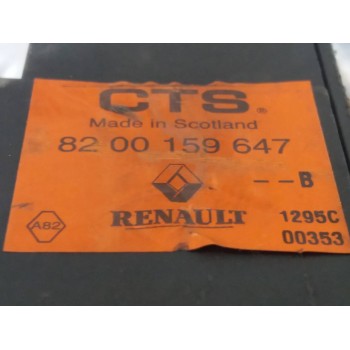 CTS®
Made in Scotland
82 00 159 647
--B
RENAULT
A82
1295C
00353